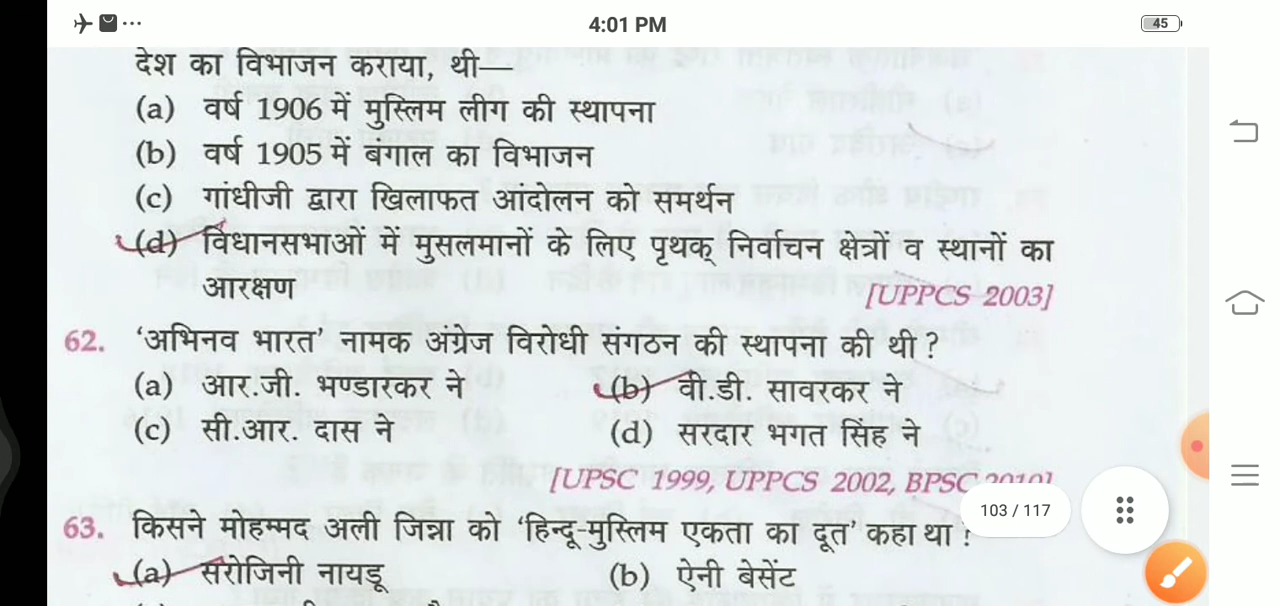 4:01 PM
45
देश का विभाजन कराया, थी—
(a) वर्ष 1906 में मुस्लिम लीग की स्थापना
(b) वर्ष 1905 में बंगाल का विभाजन
(c) गांधीजी द्वारा खिलाफत आंदोलन को समर्थन
(d) विधानसभाओं में मुसलमानों के लिए पृथक् निर्वाचन क्षेत्रों व स्थानों का
आरक्षण [UPPCS 2003]
62. ‘अभिनव भारत’ नामक अंग्रेज विरोधी संगठन की स्थापना की थी?
(a) आर.जी. भण्डारकर ने (b) वी.डी. सावरकर ने
(c) सी.आर. दास ने (d) सरदार भगत सिंह ने
[UPSC 1999, UPPCS 2002, BPSC
103 / 117
63. किसने मोहम्मद अली जिन्ना को ‘हिन्दू-मुस्लिम एकता का दूत’ कहा था?
(a) सरोजिनी नायडू (b) ऐनी बेसेंट